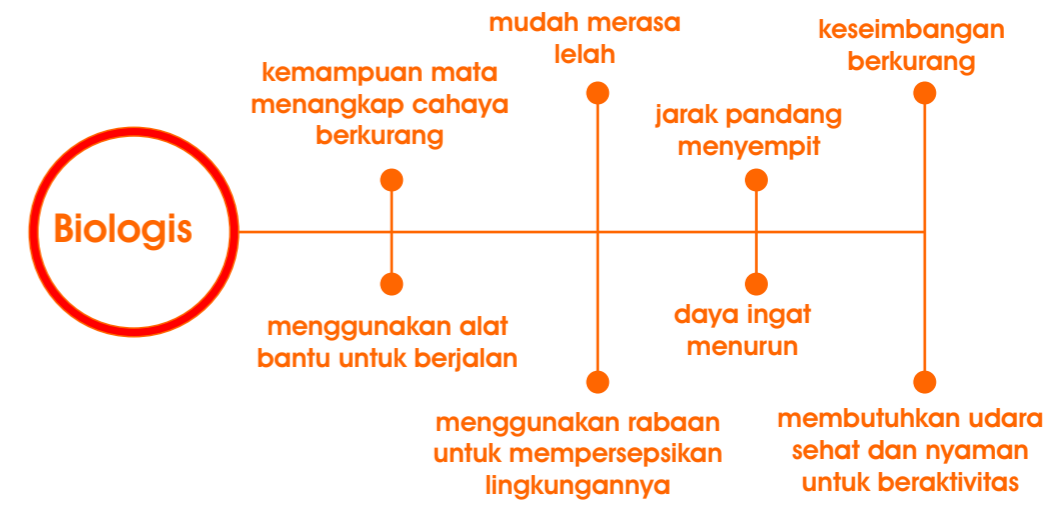 Biologis
kemampuan mata
menangkap cahaya
berkurang
mudah merasa
lelah
jarak pandang
menyempit
keseimbangan
berkurang
menggunakan alat
bantu untuk berjalan
menggunakan rabaan
untuk mempersepsikan
lingkungannya
daya ingat
menurun
membutuhkan udara
sehat dan nyaman
untuk beraktivitas